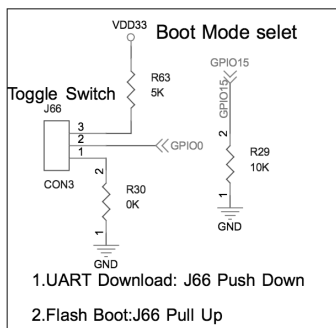 VDD33
Boot Mode selet
R63
5K
GPIO15
GPIO15
Toggle Switch
J66
3
2
1
GPIO0
CON3
2
R30
0K
1
GND
2
R29
10K
1
GND
1.UART Download: J66 Push Down
2.Flash Boot:J66 Pull Up